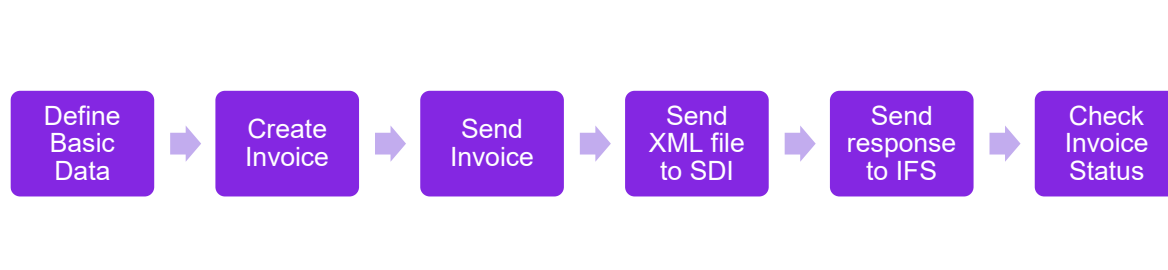 Define
Basic
Data
Create
Invoice
Send
Invoice
Send
XML file
to SDI
Send
response
to IFS
Check
Invoice
Status